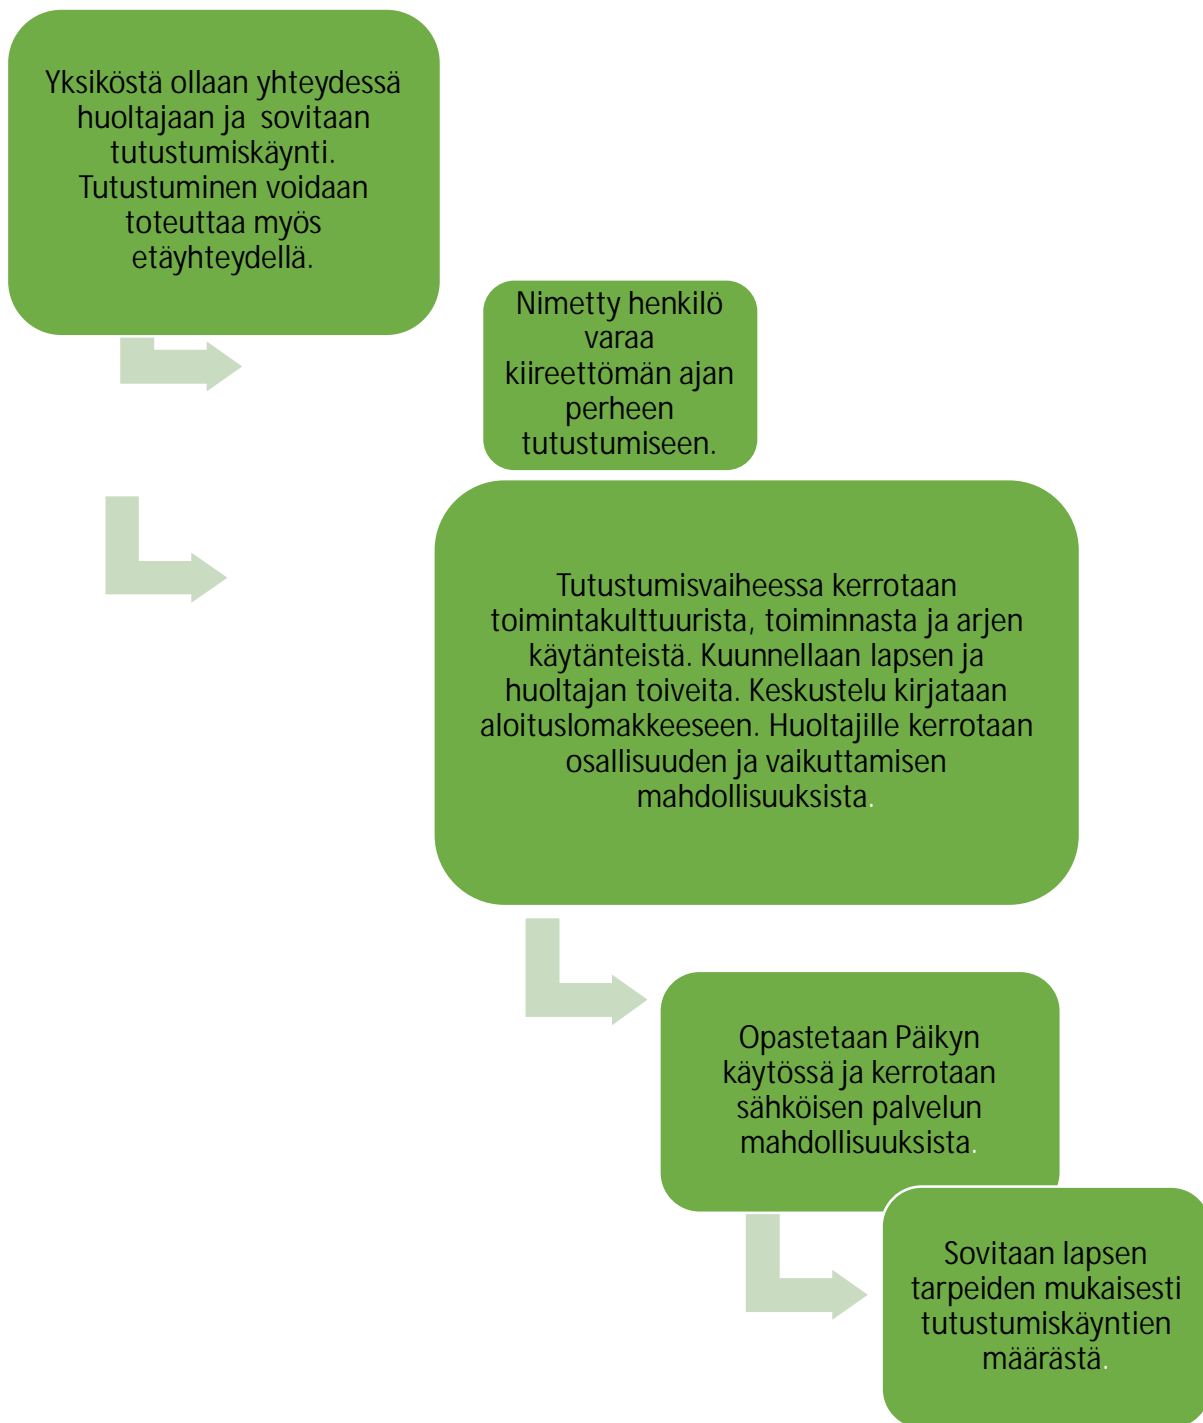 Yksiköstä ollaan yhteydessä
huoltajaan ja sovitaan
tutustumiskäynti.
Tutustuminen voidaan
toteuttaa myös
etäyhteydellä.
Nimetty henkilö
varaa
kiireettömän ajan
perheen
tutustumiseen.
Tutustumisvaiheessa kerrotaan
toimintakulttuurista, toiminnasta ja arjen
käytänteistä. Kuunnellaan lapsen ja
huoltajan toiveita. Keskustelu kirjataan
aloituslomakkeeseen. Huoltajille kerrotaan
osallisuuden ja vaikuttamisen
mahdollisuuksista.
Opastetaan Päikyn
käytössä ja kerrotaan
sähköisen palvelun
mahdollisuuksista.
Sovitaan lapsen
tarpeiden mukaisesti
tutustumiskäyntien
määrästä.